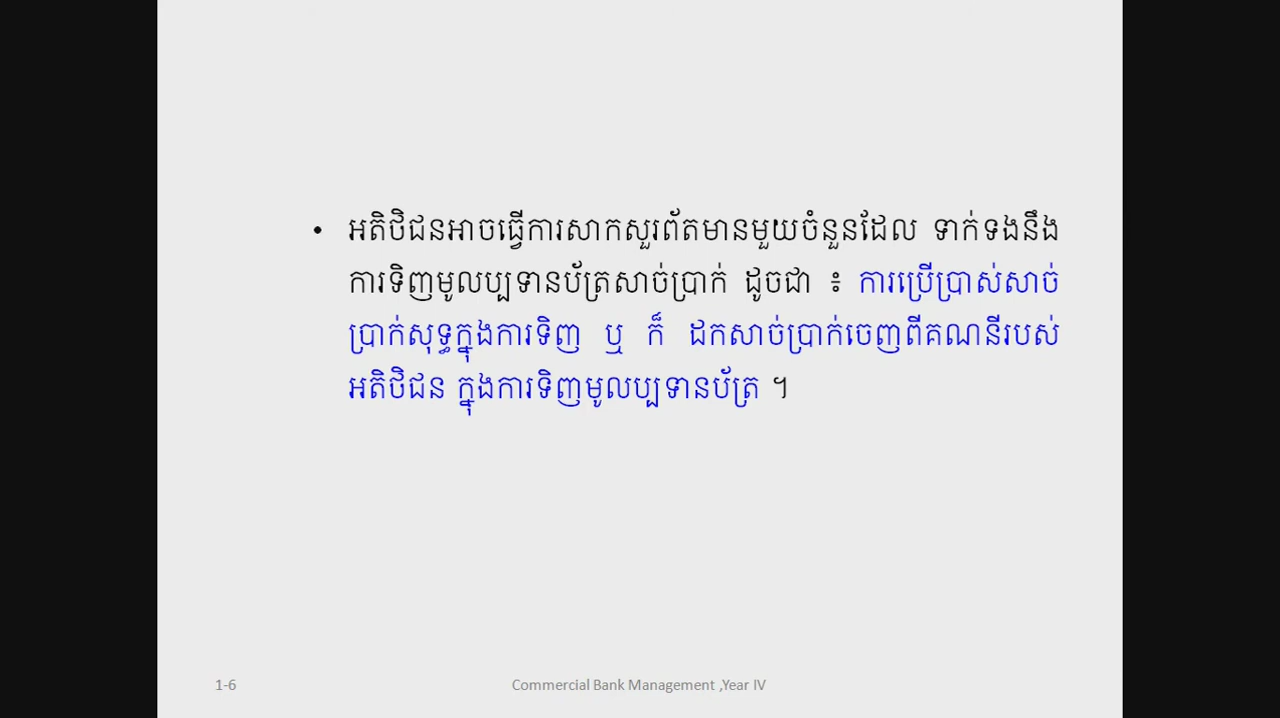 • អតិថិជនអាចធ្វើការសាកសួរព័តមានមួយចំនួនដែល ទាក់ទងនឹង
ការទិញមូលប្បទានប័ត្រសាច់ប្រាក់ ដូចជា ៖ ការប្រើប្រាស់សាច់
ប្រាក់សុទ្ធក្នុងការទិញ ឬ ក៏ ដកសាច់ប្រាក់ចេញពីគណនីរបស់
អតិថិជន ក្នុងការទិញមូលប្បទានប័ត្រ ។
1-6
Commercial Bank Management ,Year IV